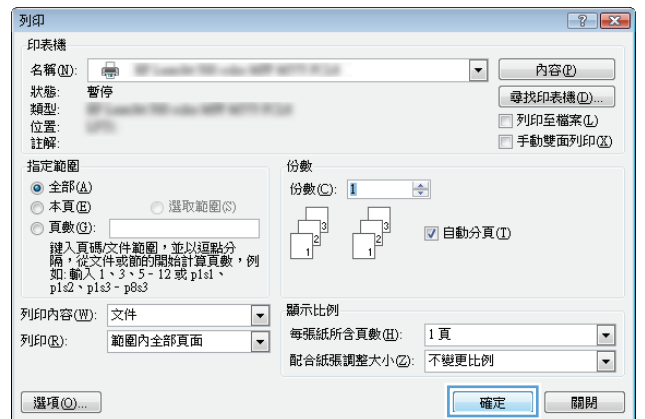 列印
印表機
名稱(N):
內容(P)
狀態: 暫停
尋找印表機(D)...
類型:
位置:
列印至檔案(L)
註解:
手動雙面列印(X)
指定範圍
全部(A)
本頁(E) 選取範圍(S)
頁數(G):
鍵入頁碼/文件範圍，並以逗點分
隔，從文件或節的開始計算頁數，例
如: 輸入 1、3、5 - 12 或 p1s1、
p1s2、p1s3 - p8s3
份數
份數(C): 1
3 3
2 2
1 1
自動分頁(T)
列印內容(W): 文件
列印(R): 範圍內全部頁面
顯示比例
每張紙所含頁數(H): 1 頁
配合紙張調整大小(Z): 不變更比例
選項(O)...
確定
關閉